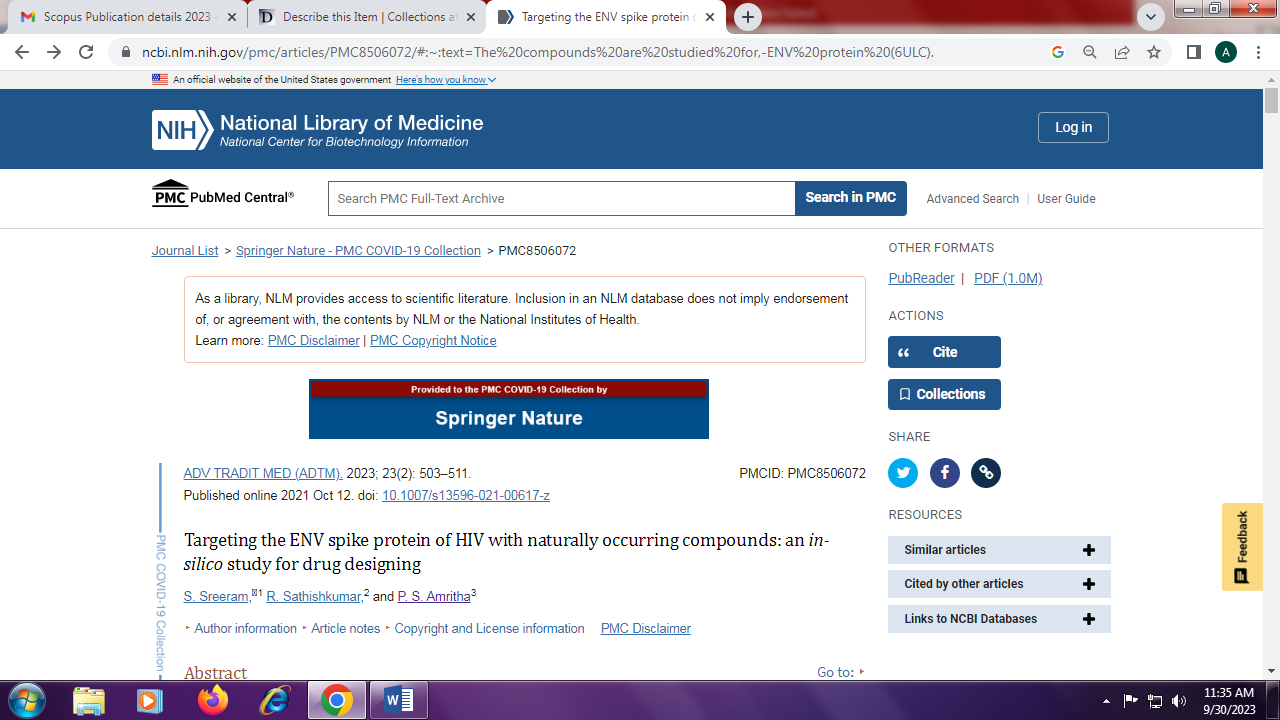 Scopus Publication details 2023 -
Describe this Item | Collections at
Targeting the ENV spike protein o
ncbi.nlm.nih.gov/pmc/articles/PMC8506072/#:~:text=The%20compounds%20are%20studied%20for,-ENV%20protein%20(6ULC).
A
An official website of the United States government Here's how you know
NIH National Library of Medicine
National Center for Biotechnology Information
Log in
PMC PubMed Central®
Search PMC Full-Text Archive
Search in PMC
Advanced Search | User Guide
Journal List > Springer Nature - PMC COVID-19 Collection > PMC8506072
As a library, NLM provides access to scientific literature. Inclusion in an NLM database does not imply endorsement
of, or agreement with, the contents by NLM or the National Institutes of Health.
Learn more: PMC Disclaimer | PMC Copyright Notice
Provided to the PMC COVID-19 Collection by
Springer Nature
ADV TRADIT MED (ADTM). 2023; 23(2): 503–511.
PMCID: PMC8506072
Published online 2021 Oct 12. doi: 10.1007/s13596-021-00617-z
Targeting the ENV spike protein of HIV with naturally occurring compounds: an in-
silico study for drug designing
S. Sreeram,1 R. Sathishkumar,2 and P. S. Amritha3
Author information Article notes Copyright and License information PMC Disclaimer
Abstract
Go to:
PMC COVID-19 Collection
OTHER FORMATS
PubReader | PDF (1.0M)
ACTIONS
Cite
Collections
SHARE
RESOURCES
Similar articles
Cited by other articles
Links to NCBI Databases
Feedback
11:35 AM
9/30/2023